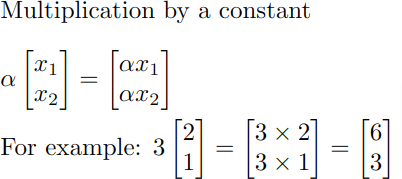 Multiplication by a constant
α [x₁ x₂] = [αx₁ αx₂]
For example: 3 [2 1] = [3 × 2 3 × 1] = [6 3]